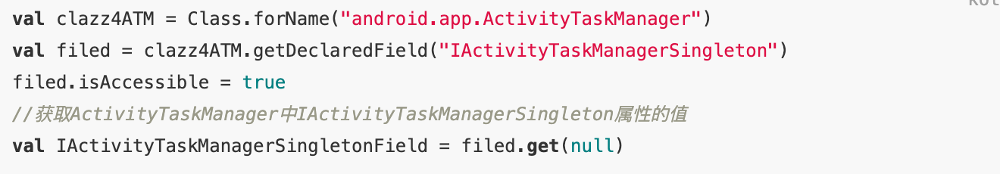 val clazz4ATM = Class.forName("android.app.ActivityTaskManager")
val filed = clazz4ATM.getDeclaredField("IActivityTaskManagerSingleton")
filed.isAccessible = true
//获取ActivityTaskManager中IActivityTaskManagerSingleton属性的值
val IActivityTaskManagerSingletonField = filed.get(null)